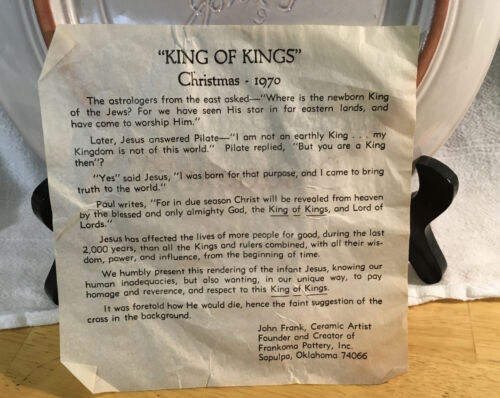 "KING OF KINGS"
Christmas - 1970
The astrologers from the east asked—"Where is the newborn King
of the Jews? For we have seen His star in far eastern lands, and
have come to worship Him."
Later, Jesus answered Pilate—"I am not an earthly King . . . my
Kingdom is not of this world." Pilate replied, "But you are a King
then"?
"Yes" said Jesus, "I was born for that purpose, and I came to bring
truth to the world."
Paul writes, "For in due season Christ will be revealed from heaven
by the blessed and only almighty God, the King of Kings, and Lord of
Lords."
Jesus has affected the lives of more people for good, during the last
2,000 years, than all the Kings and rulers combined, with all their wis-
dom, power, and influence, from the beginning of time.
We humbly present this rendering of the infant Jesus, knowing our
human inadequacies, but also wanting, in our unique way, to pay
homage and reverence, and respect to this King of Kings.
It was foretold how He would die, hence the faint suggestion of the
cross in the background.
John Frank, Ceramic Artist
Founder and Creator of
Frankoma Pottery, Inc.
Sapulpa, Oklahoma 74066